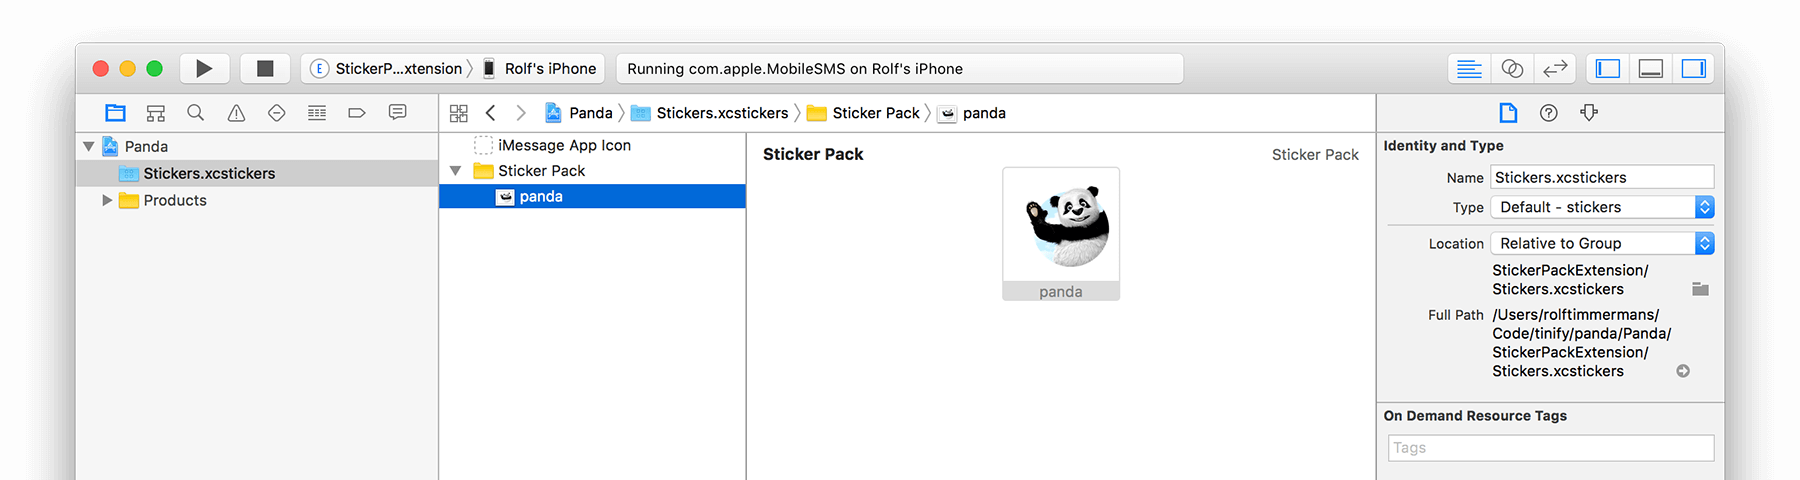 E StickerP...xtension Rolf's iPhone
Running com.apple.MobileSMS on Rolf's iPhone
Panda
Stickers.xcstickers
Products
Panda Stickers.xcstickers Sticker Pack panda
iMessage App Icon
Sticker Pack
panda
Sticker Pack
Sticker Pack
panda
Identity and Type
Name Stickers.xcstickers
Type Default - stickers
Location Relative to Group
StickerPackExtension/
Stickers.xcstickers
Full Path /Users/rolftimmermans/
Code/tinify/panda/Panda/
StickerPackExtension/
Stickers.xcstickers
On Demand Resource Tags
Tags